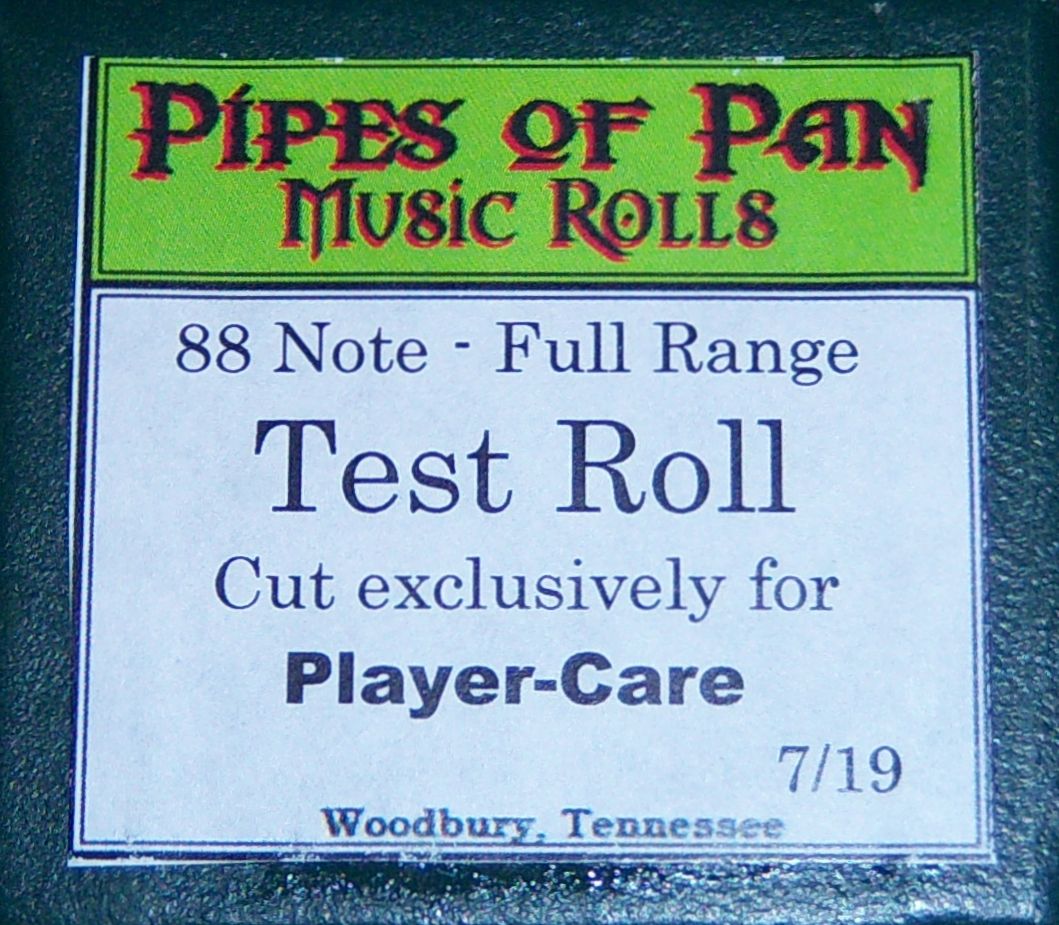 Pipes of Pan
Music Rolls
88 Note - Full Range
Test Roll
Cut exclusively for
Player-Care
7/19
Woodbury, Tennessee